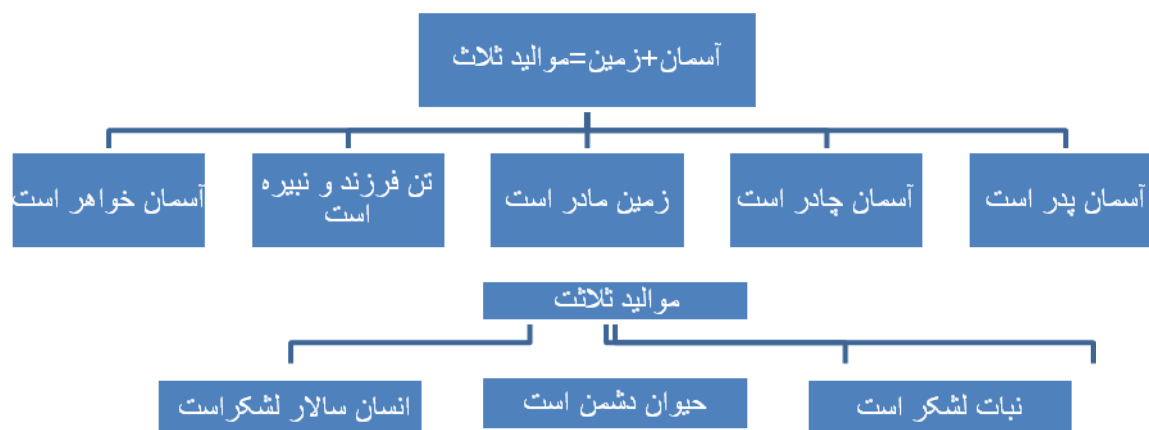 آسمان+زمین=موالید ثلاث
آسمان پدر است
آسمان چادر است
زمین مادر است
تن فرزند و نبیره
است
آسمان خواهر است
موالید ثلاثت
نبات لشکر است
حیوان دشمن است
انسان سالار لشکراست